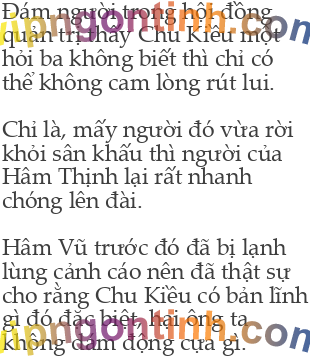 Đám người trong hội đồng
quản trị thấy Chu Kiều một
hỏi ba không biết thì chỉ có
thể không cam lòng rút lui.
Chỉ là, mấy người đó vừa rời
khỏi sân khấu thì người của
Hâm Thịnh lại rất nhanh
chóng lên đài.
Hâm Vũ trước đó đã bị lạnh
lùng cảnh cáo nên đã thật sự
cho rằng Chu Kiều có bản lĩnh
gì đó đặc biệt, hại ông ta
không dám động cựa gì.